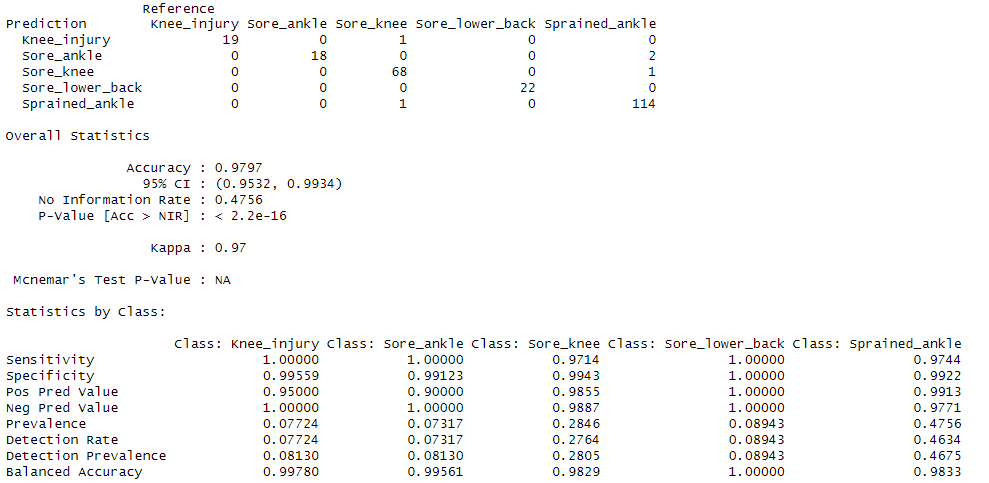 Reference
Prediction         Knee_injury Sore_ankle Sore_knee Sore_lower_back Sprained_ankle
  Knee_injury               19          0         1               0              0
  Sore_ankle                 0         18         0               0              2
  Sore_knee                  0          0        68               0              1
  Sore_lower_back            0          0         0              22              0
  Sprained_ankle             0          0         1               0            114

Overall Statistics

               Accuracy : 0.9797
                 95% CI : (0.9532, 0.9934)
    No Information Rate : 0.4756
    P-Value [Acc > NIR] : < 2.2e-16

                  Kappa : 0.97

 Mcnemar's Test P-Value : NA

Statistics by Class:

                     Class: Knee_injury Class: Sore_ankle Class: Sore_knee Class: Sore_lower_back Class: Sprained_ankle
Sensitivity                     1.00000           1.00000           0.9714                1.00000                0.9744
Specificity                     0.99559           0.99123           0.9943                1.00000                0.9922
Pos Pred Value                  0.95000           0.90000           0.9855                1.00000                0.9913
Neg Pred Value                  1.00000           1.00000           0.9887                1.00000                0.9771
Prevalence                      0.07724           0.07317           0.2846                0.08943                0.4756
Detection Rate                  0.07724           0.07317           0.2764                0.08943                0.4634
Detection Prevalence            0.08130           0.08130           0.2805                0.08943                0.4675
Balanced Accuracy               0.99780           0.99561           0.9829                1.00000                0.9833